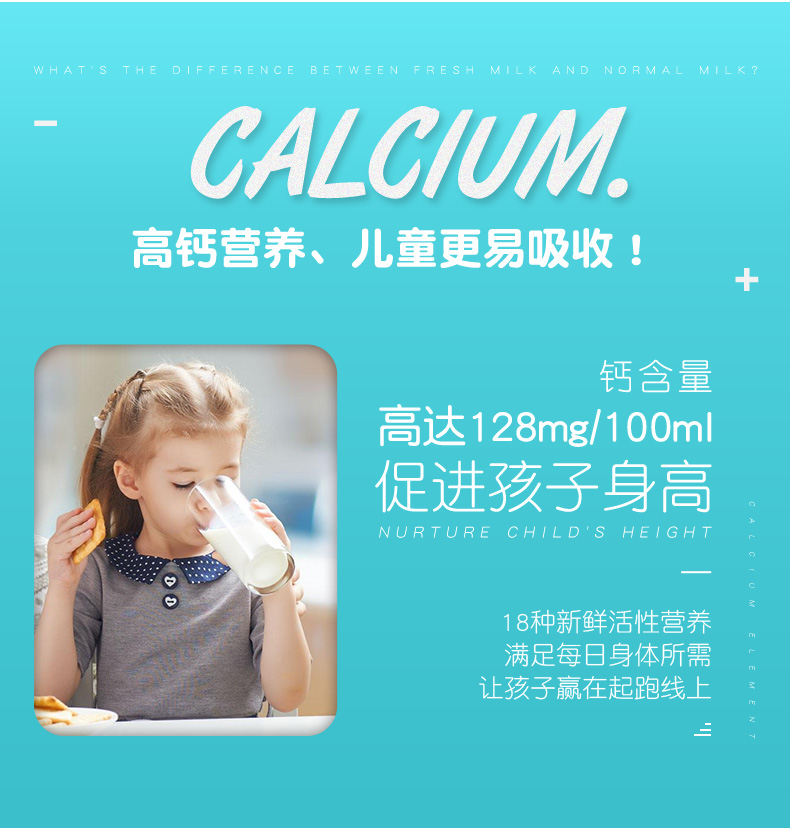 WHAT'S THE DIFFERENCE BETWEEN FRESH MILK AND NORMAL MILK?
CALCIUM.
高钙营养、儿童更易吸收！
钙含量
高达128mg/100ml
促进孩子身高
NURTURE CHILD'S HEIGHT
18种新鲜活性营养
满足每日身体所需
让孩子赢在起跑线上
CALCIUM ELEMENT